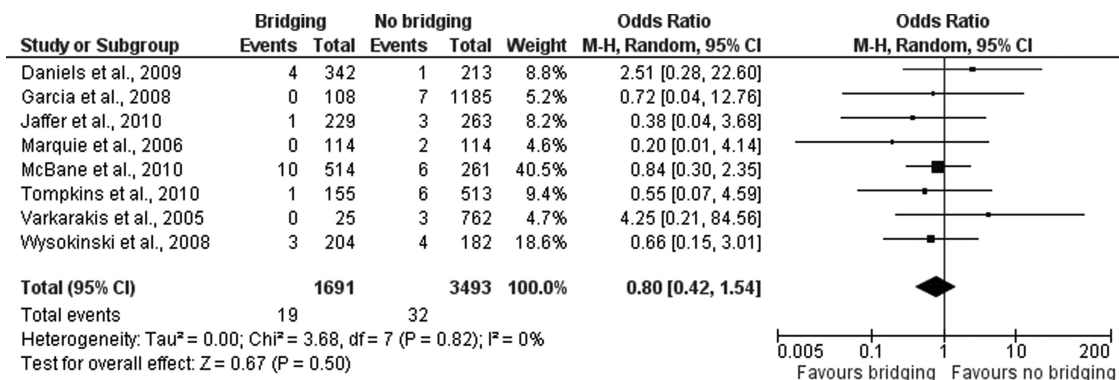 Bridging No bridging Odds Ratio Odds Ratio
Study or Subgroup Events Total Events Total Weight M-H, Random, 95% CI M-H, Random, 95% CI
Daniels et al., 2009 4 342 1 213 8.8% 2.51 [0.28, 22.60]
Garcia et al., 2008 0 108 7 1185 5.2% 0.72 [0.04, 12.76]
Jaffer et al., 2010 1 229 3 263 8.2% 0.38 [0.04, 3.68]
Marquie et al., 2006 0 114 2 114 4.6% 0.20 [0.01, 4.14]
McBane et al., 2010 10 514 6 261 40.5% 0.84 [0.30, 2.35]
Tompkins et al., 2010 1 155 6 513 9.4% 0.55 [0.07, 4.59]
Varkarakis et al., 2005 0 25 3 762 4.7% 4.25 [0.21, 84.56]
Wysokinski et al., 2008 3 204 4 182 18.6% 0.66 [0.15, 3.01]
Total (95% CI) 1691 3493 100.0% 0.80 [0.42, 1.54]
Total events 19 32
Heterogeneity: Tau² = 0.00; Chi² = 3.68, df = 7 (P = 0.82); I² = 0%
Test for overall effect: Z = 0.67 (P = 0.50)
0.005 0.1 1 10 200
Favours bridging Favours no bridging